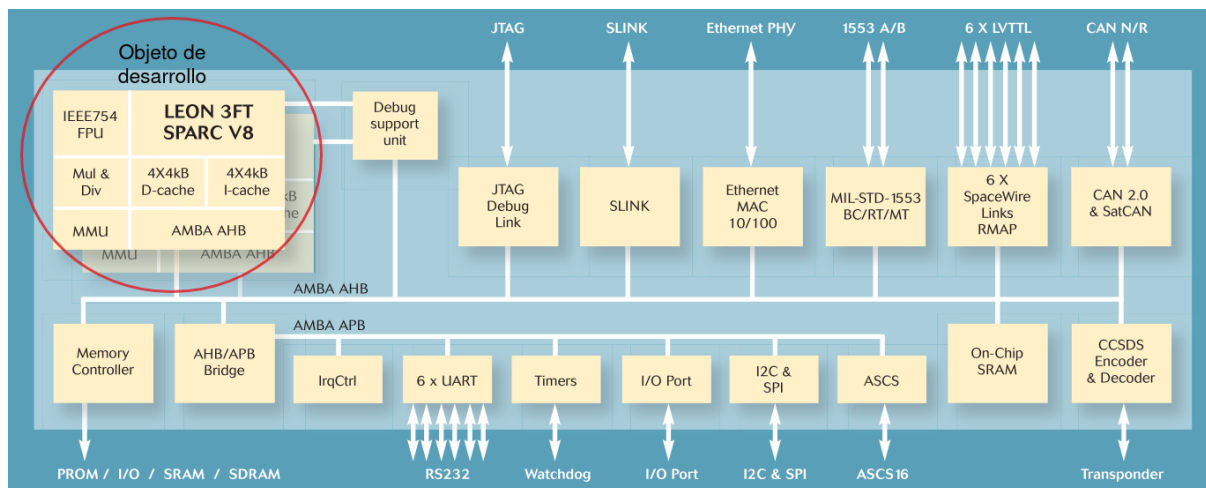 JTAG
SLINK
Ethernet PHY
1553 A/B
6 X LVTTL
CAN N/R
Objeto de
desarrollo
IEEE754
FPU
LEON 3FT
SPARC V8
Mul &
Div
4X4kB
D-cache
4X4kB
I-cache
MMU
AMBA AHB
kB
he
MMU
AMBA AHB
Debug
support
unit
JTAG
Debug
Link
SLINK
Ethernet
MAC
10/100
MIL-STD-1553
BC/RT/MT
6 X
SpaceWire
Links
RMAP
CAN 2.0
& SatCAN
AMBA AHB
AMBA APB
Memory
Controller
AHB/APB
Bridge
IrqCtrl
6 x UART
Timers
I/O Port
I2C &
SPI
ASCS
On-Chip
SRAM
CCSDS
Encoder
& Decoder
PROM / I/O / SRAM / SDRAM
RS232
Watchdog
I/O Port
I2C & SPI
ASCS16
Transponder